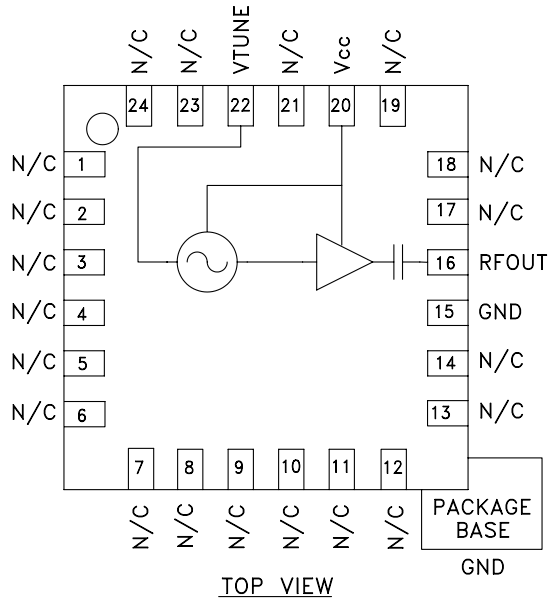 N/C N/C VTUNE N/C Vcc N/C
24 23 22 21 20 19
N/C 1
N/C 2
N/C 3
N/C 4
N/C 5
N/C 6
18 N/C
17 N/C
16 RFOUT
15 GND
14 N/C
13 N/C
7 8 9 10 11 12
N/C N/C N/C N/C N/C N/C
PACKAGE
BASE
GND
TOP VIEW